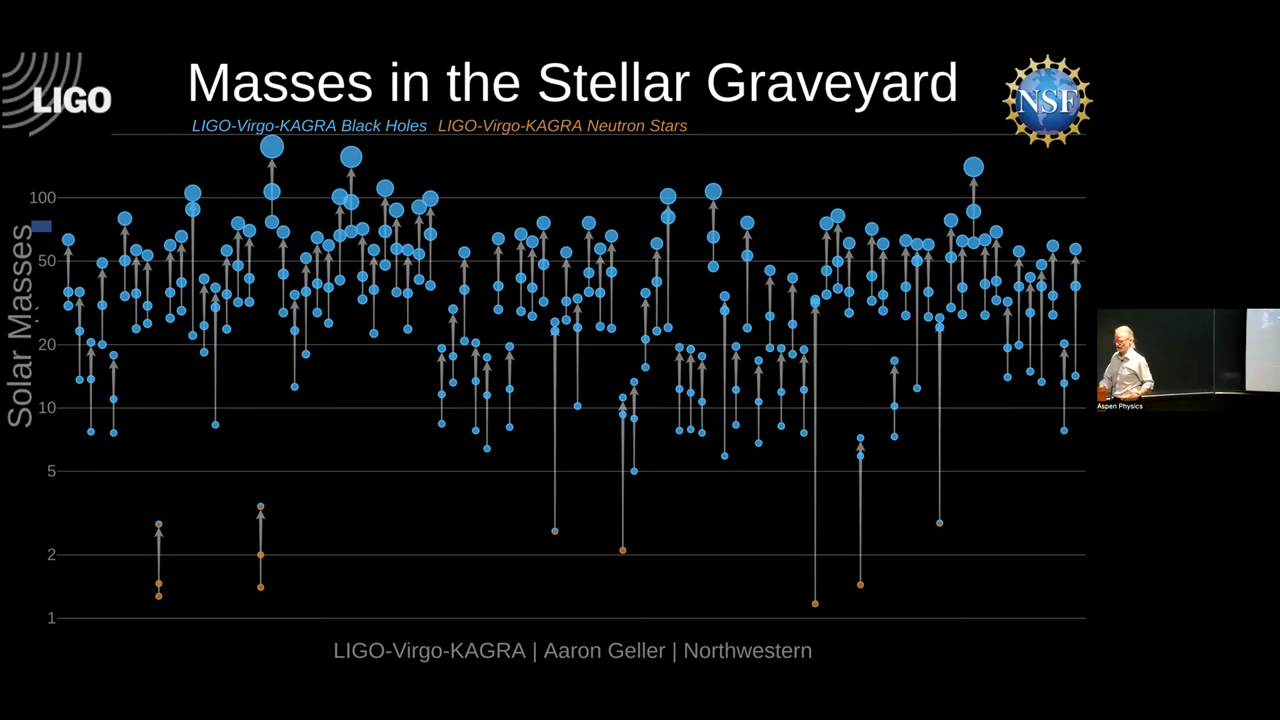 LIGO
Masses in the Stellar Graveyard
NSF
LIGO-Virgo-KAGRA Black Holes LIGO-Virgo-KAGRA Neutron Stars
Solar Masses
100
50
20
10
5
2
1
Aspen Physics
LIGO-Virgo-KAGRA | Aaron Geller | Northwestern